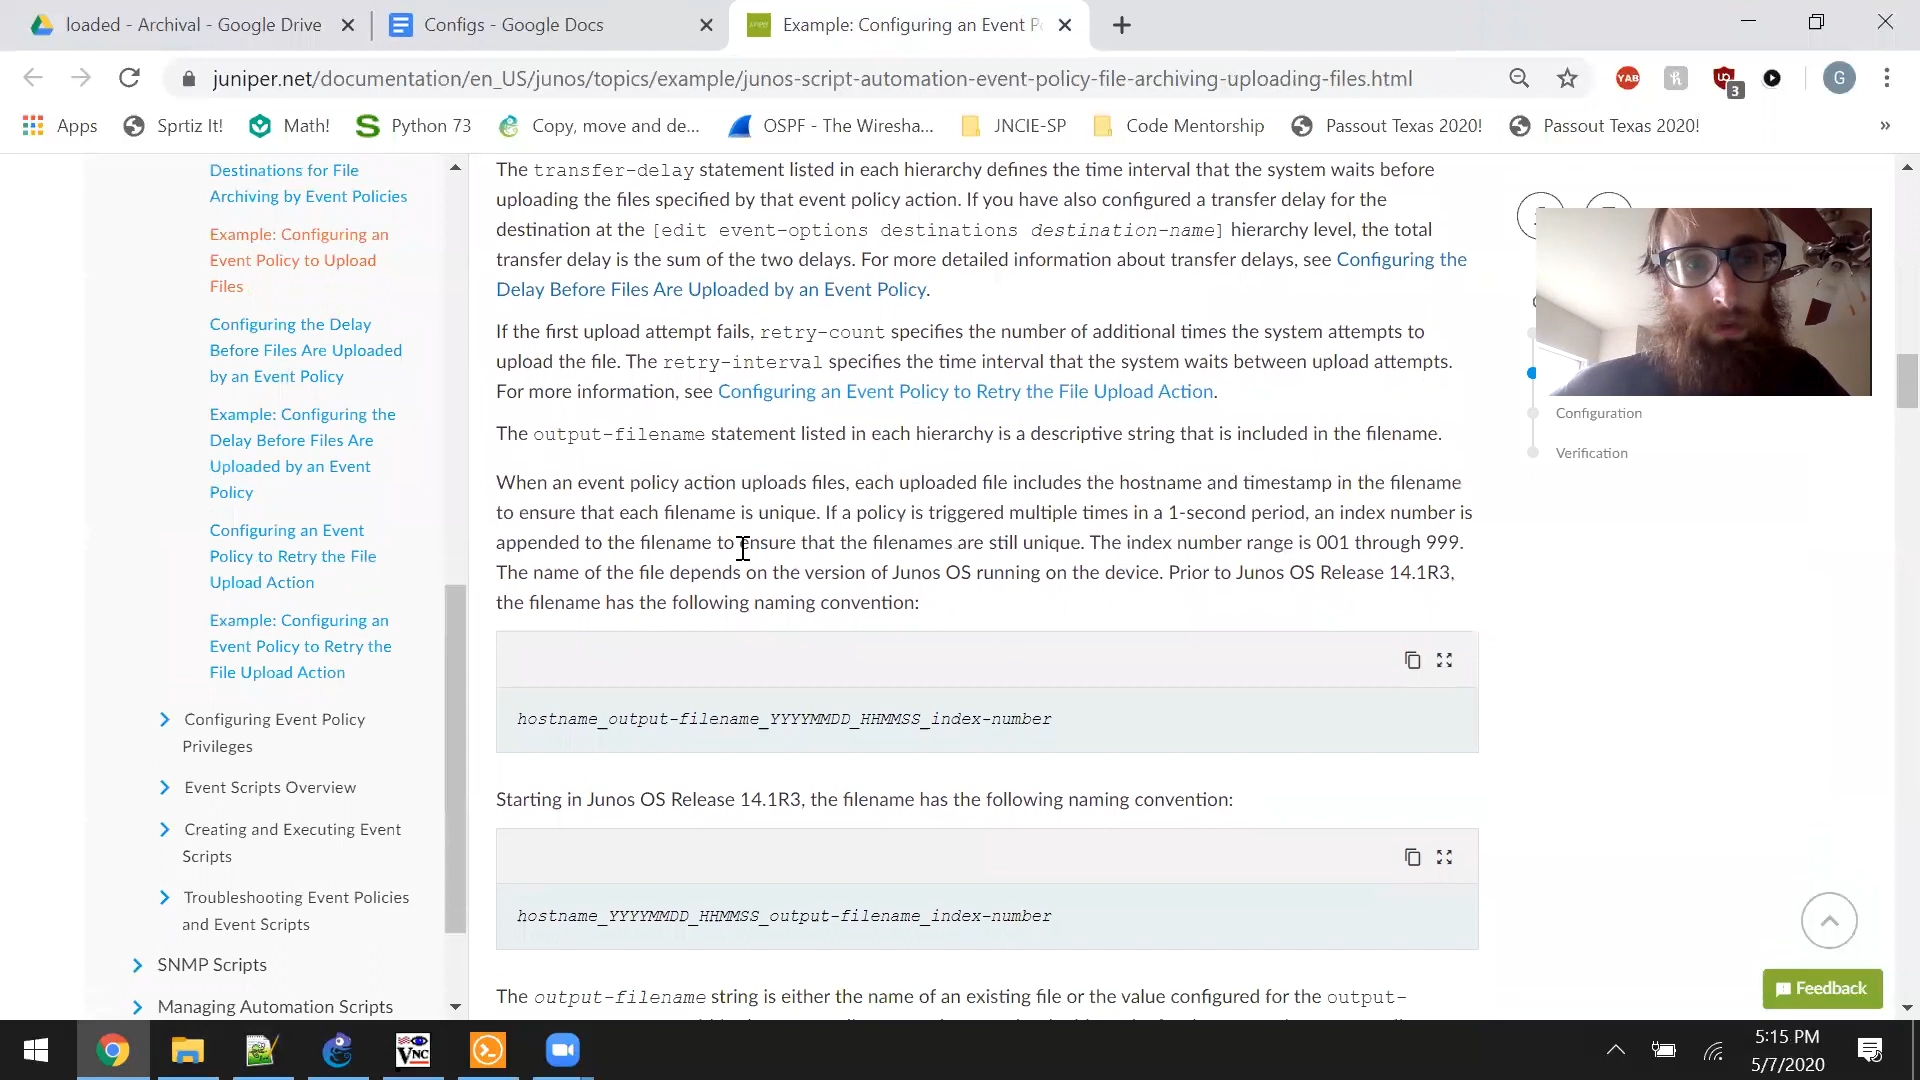 loaded - Archival - Google Drive
Configs - Google Docs
Example: Configuring an Event P
juniper.net/documentation/en_US/junos/topics/example/junos-script-automation-event-policy-file-archiving-uploading-files.html
YAB
3
G
Apps
Sprtiz It!
Math!
Python 73
Copy, move and de...
OSPF - The Wiresha...
JNCIE-SP
Code Mentorship
Passout Texas 2020!
Passout Texas 2020!
»
Destinations for File
Archiving by Event Policies
Example: Configuring an
Event Policy to Upload
Files
Configuring the Delay
Before Files Are Uploaded
by an Event Policy
Example: Configuring the
Delay Before Files Are
Uploaded by an Event
Policy
Configuring an Event
Policy to Retry the File
Upload Action
Example: Configuring an
Event Policy to Retry the
File Upload Action
Configuring Event Policy
Privileges
Event Scripts Overview
Creating and Executing Event
Scripts
Troubleshooting Event Policies
and Event Scripts
SNMP Scripts
Managing Automation Scripts
The transfer-delay statement listed in each hierarchy defines the time interval that the system waits before
uploading the files specified by that event policy action. If you have also configured a transfer delay for the
destination at the [edit event-options destinations destination-name] hierarchy level, the total
transfer delay is the sum of the two delays. For more detailed information about transfer delays, see Configuring the
Delay Before Files Are Uploaded by an Event Policy.
If the first upload attempt fails, retry-count specifies the number of additional times the system attempts to
upload the file. The retry-interval specifies the time interval that the system waits between upload attempts.
For more information, see Configuring an Event Policy to Retry the File Upload Action.
The output-filename statement listed in each hierarchy is a descriptive string that is included in the filename.
When an event policy action uploads files, each uploaded file includes the hostname and timestamp in the filename
to ensure that each filename is unique. If a policy is triggered multiple times in a 1-second period, an index number is
appended to the filename to ensure that the filenames are still unique. The index number range is 001 through 999.
The name of the file depends on the version of Junos OS running on the device. Prior to Junos OS Release 14.1R3,
the filename has the following naming convention:
hostname_output-filename_YYYYMMDD_HHMMSS_index-number
Starting in Junos OS Release 14.1R3, the filename has the following naming convention:
hostname_YYYYMMDD_HHMMSS_output-filename_index-number
The output-filename string is either the name of an existing file or the value configured for the output-
Configuration
Verification
Feedback
VNC
5:15 PM
5/7/2020